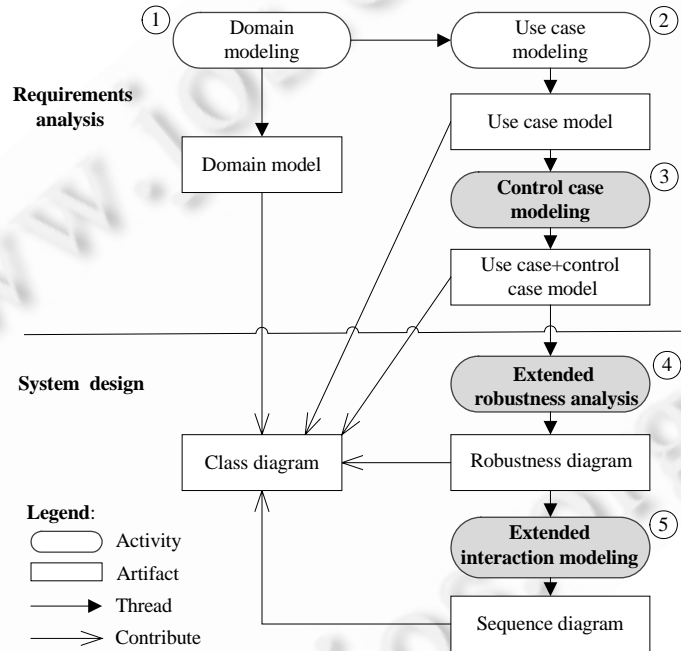 ① Domain modeling
② Use case modeling
Requirements analysis
Domain model
Use case model
③ Control case modeling
Use case+control case model
System design
④ Extended robustness analysis
Class diagram
Robustness diagram
⑤ Extended interaction modeling
Sequence diagram
Legend:
Activity
Artifact
Thread
Contribute